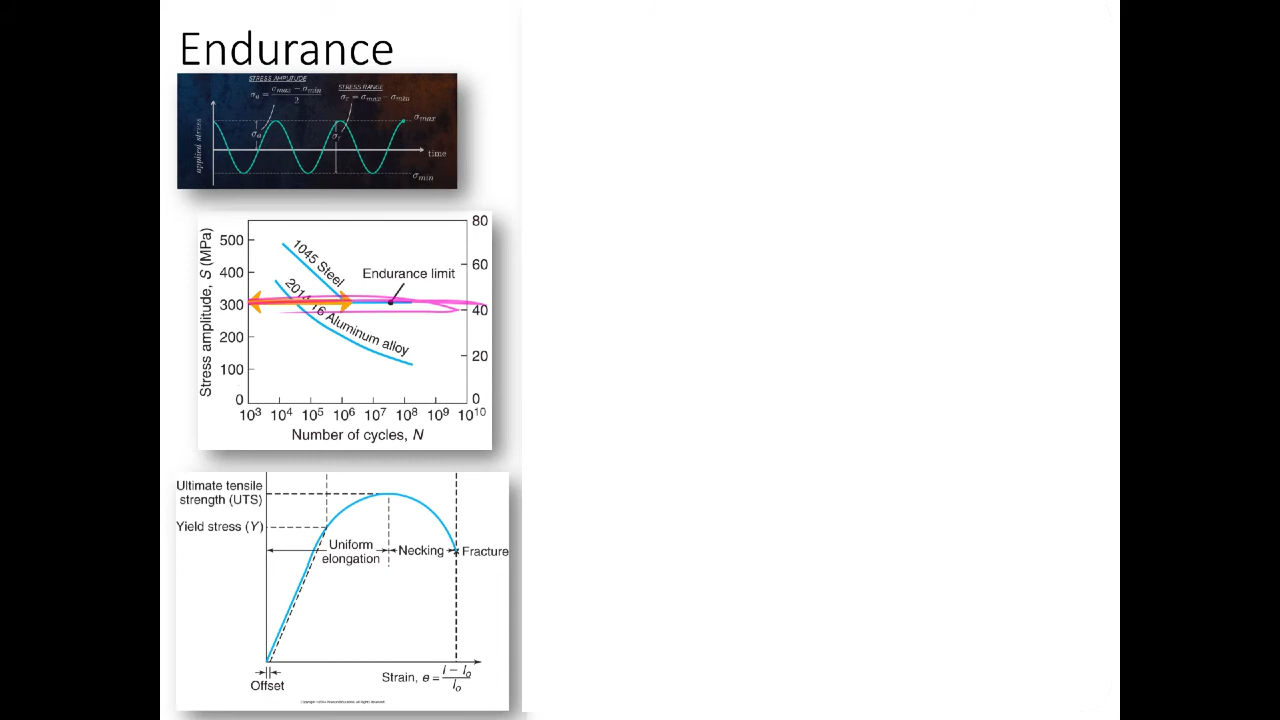 Endurance
STRESS AMPLITUDE
σa = σmax − σmin / 2
STRESS RANGE
σr = σmax − σmin
applied stress
σa
σr
σmax
time
σmin
Stress amplitude, S (MPa)
500
400
300
200
100
0
80
60
40
20
0
1045 Steel
Endurance limit
Aluminum alloy
10³ 10⁴ 10⁵ 10⁶ 10⁷ 10⁸ 10⁹ 10¹⁰
Number of cycles, N
Ultimate tensile
strength (UTS)
Yield stress (Y)
Uniform
elongation
Necking
Fracture
Strain, e = l − lo / lo
Offset